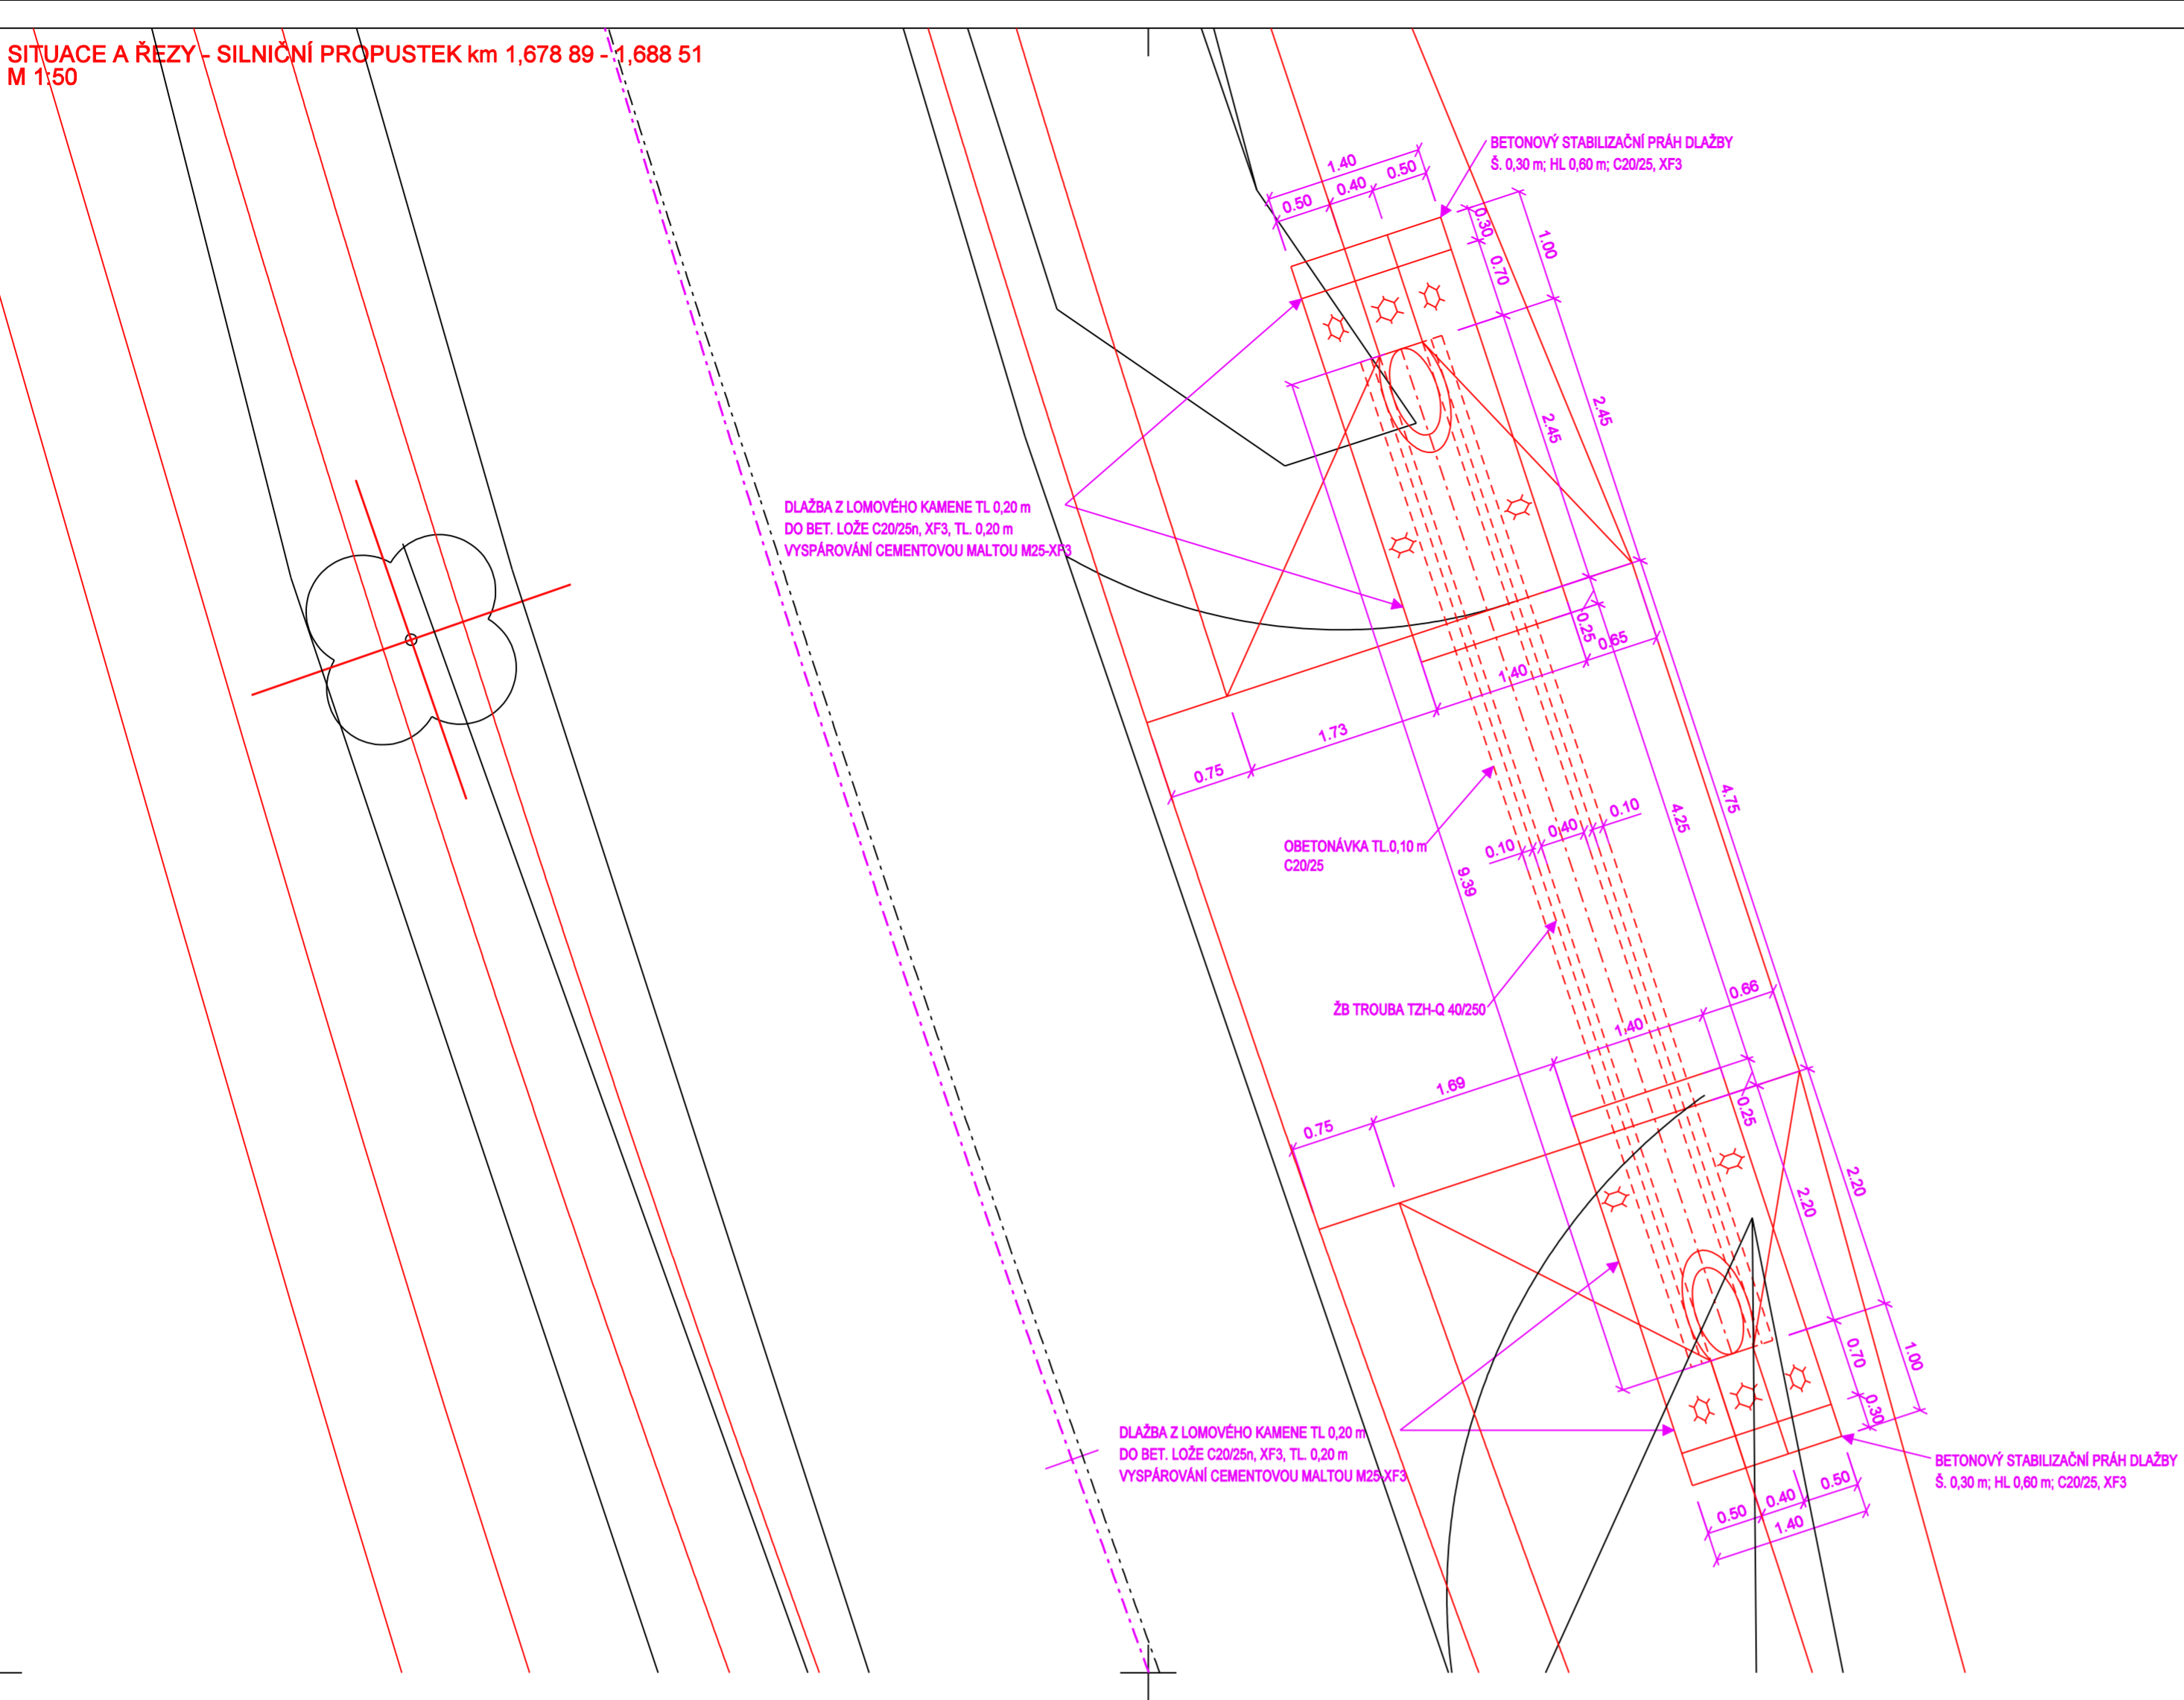 SITUACE A ŘEZY - SILNIČNÍ PROPUSTEK km 1,678 89 - 1,688 51
M 1:50
BETONOVÝ STABILIZAČNÍ PRÁH DLAŽBY
Š. 0,30 m; HL 0,60 m; C20/25, XF3
1.40
0.50
0.40
0.50
0.30
1.00
0.70
2.45
2.45
DLAŽBA Z LOMOVÉHO KAMENE TL 0,20 m
DO BET. LOŽE C20/25n, XF3, TL. 0,20 m
VYSPÁROVÁNÍ CEMENTOVOU MALTOU M25-XF3
0.25
0.65
1.40
1.73
0.75
4.75
4.25
0.10
0.40
0.10
OBETONÁVKA TL.0,10 m
C20/25
9.39
ŽB TROUBA TZH-Q 40/250
0.66
1.40
1.69
0.75
0.25
2.20
2.20
0.70
1.00
0.30
DLAŽBA Z LOMOVÉHO KAMENE TL 0,20 m
DO BET. LOŽE C20/25n, XF3, TL. 0,20 m
VYSPÁROVÁNÍ CEMENTOVOU MALTOU M25-XF3
BETONOVÝ STABILIZAČNÍ PRÁH DLAŽBY
Š. 0,30 m; HL 0,60 m; C20/25, XF3
0.50
0.40
0.50
1.40